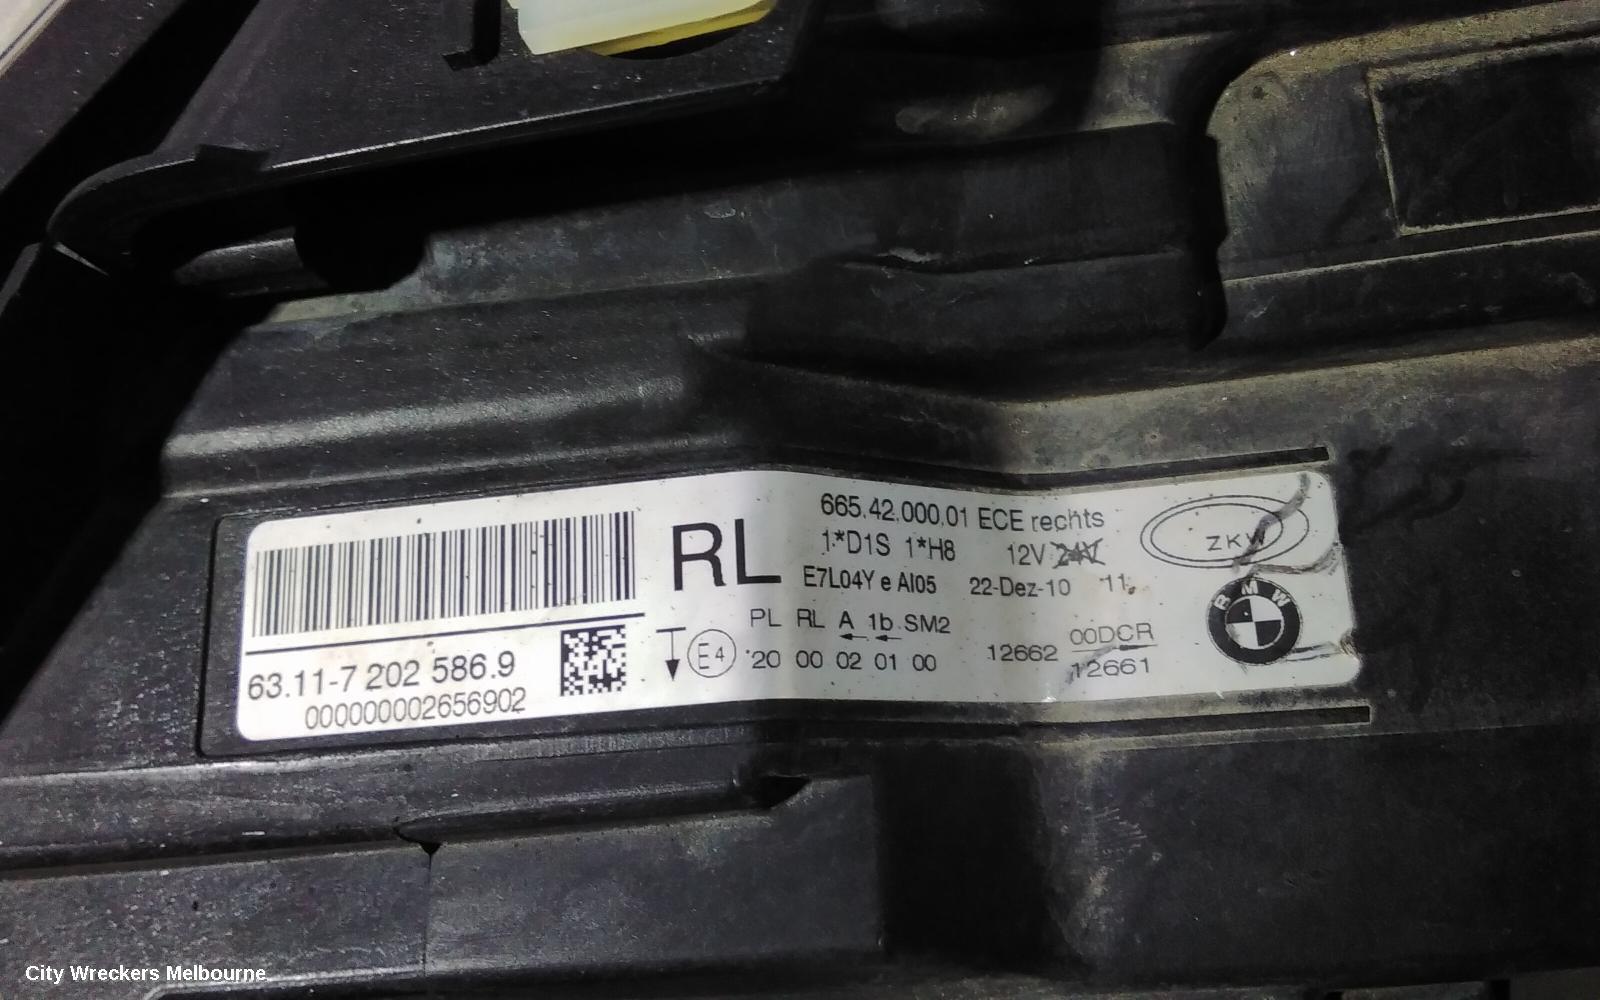 63.11-7 202 586.9
000000002656902
RL
665.42.000.01 ECE rechts
1*D1S 1*H8 12V 24V
E7L04Y e AI05 22-Dez-10 11
PL RL A 1b SM2
E4 20 00 02 01 00
12662 00DCR
12661
ZKW
BMW
City Wreckers Melbourne